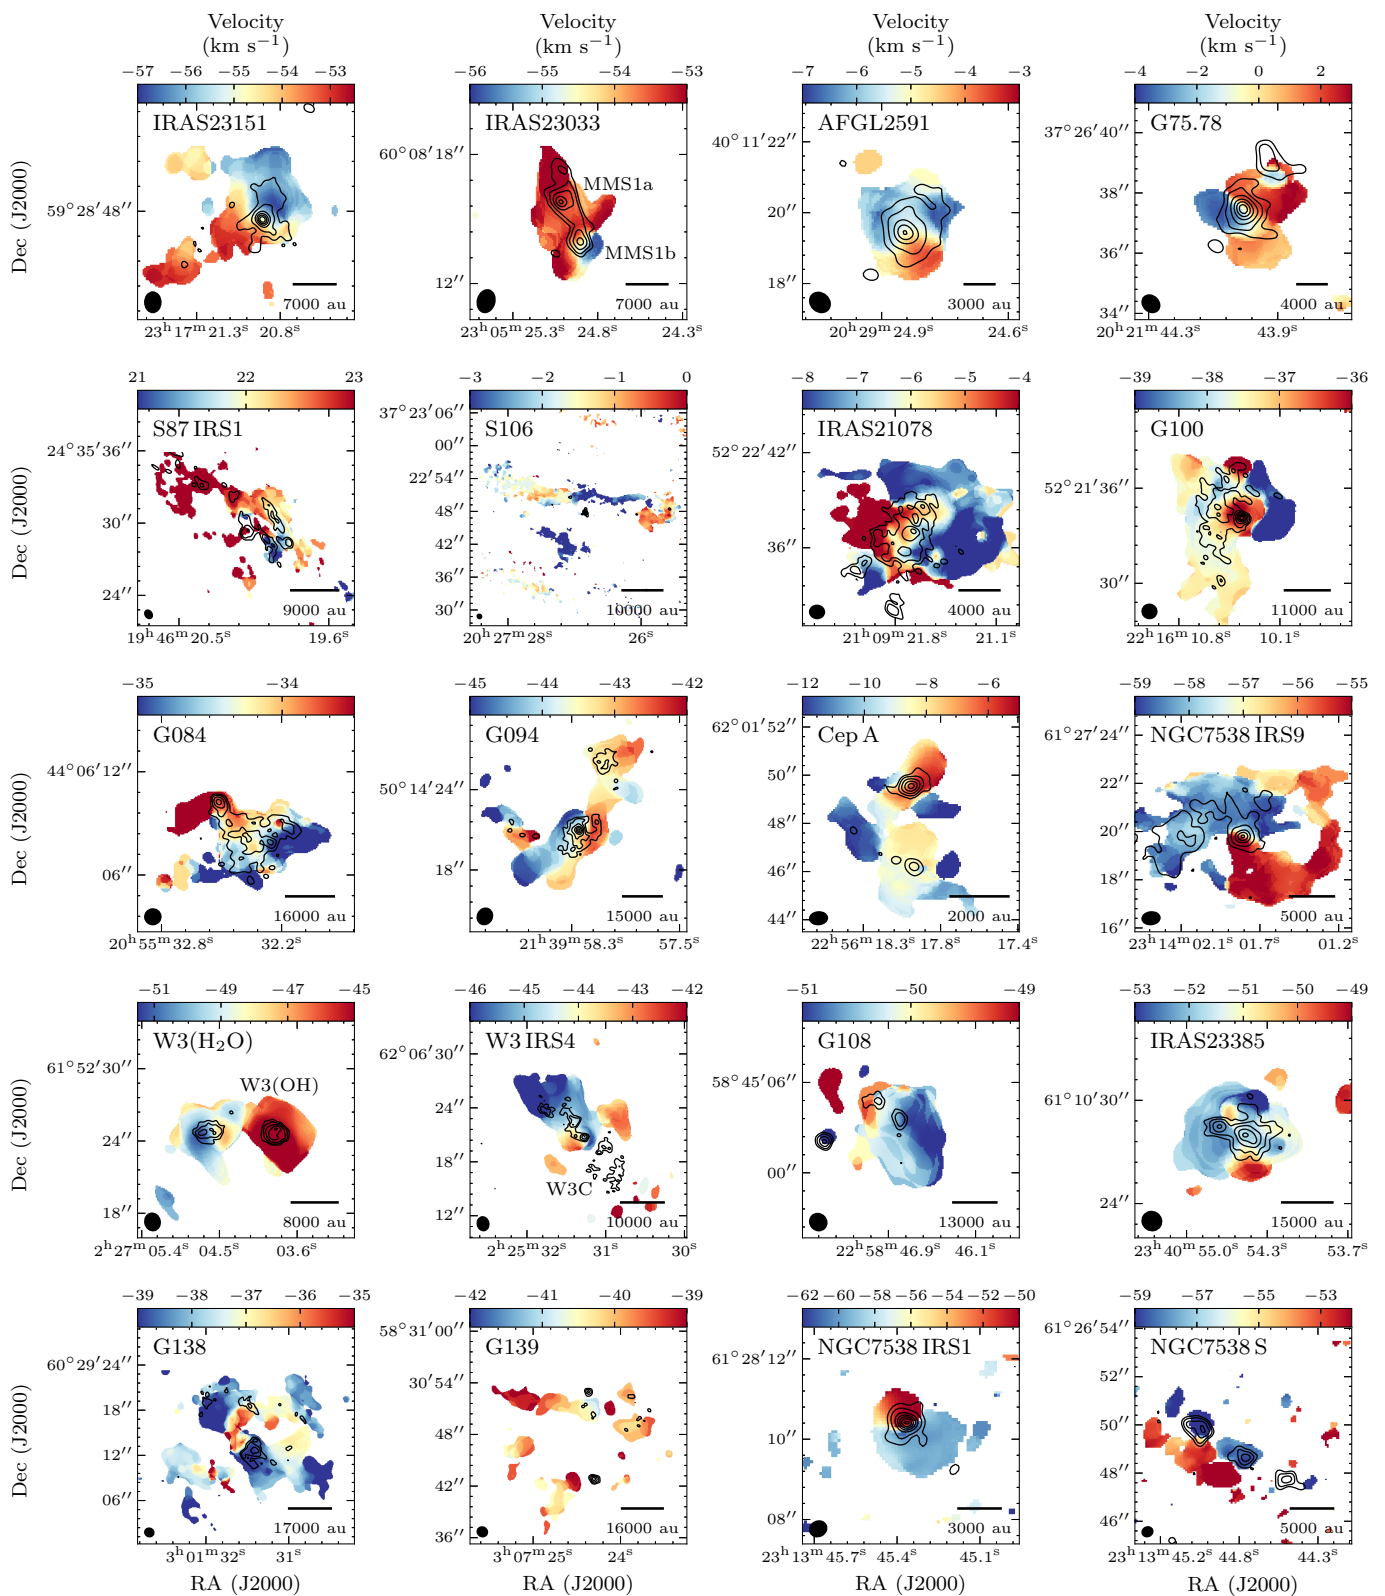 Velocity Velocity Velocity Velocity
(km s⁻¹) (km s⁻¹) (km s⁻¹) (km s⁻¹)
−57 −56 −55 −54 −53 −56 −55 −54 −53 −7 −6 −5 −4 −3 −4 −2 0 2
IRAS23151 IRAS23033 AFGL2591 G75.78
MMS1a
MMS1b
Dec (J2000)
59°28′48″
60°08′18″
12″
40°11′22″
20″
18″
37°26′40″
38″
36″
34″
7000 au 7000 au 3000 au 4000 au
23ʰ17ᵐ21.3ˢ 20.8ˢ 23ʰ05ᵐ25.3ˢ 24.8ˢ 24.3ˢ 20ʰ29ᵐ24.9ˢ 24.6ˢ 20ʰ21ᵐ44.3ˢ 43.9ˢ
21 22 23 −3 −2 −1 0 −8 −7 −6 −5 −4 −39 −38 −37 −36
S87 IRS1 S106 IRAS21078 G100
Dec (J2000)
24°35′36″
30″
24″
37°23′06″
00″
22′54″
48″
42″
36″
30″
52°22′42″
36″
52°21′36″
30″
9000 au 10000 au 4000 au 11000 au
19ʰ46ᵐ20.5ˢ 19.6ˢ 20ʰ27ᵐ28ˢ 26ˢ 21ʰ09ᵐ21.8ˢ 21.1ˢ 22ʰ16ᵐ10.8ˢ 10.1ˢ
−35 −34 −45 −44 −43 −42 −12 −10 −8 −6 −59 −58 −57 −56 −55
G084 G094 Cep A NGC7538 IRS9
Dec (J2000)
44°06′12″
06″
50°14′24″
18″
62°01′52″
50″
48″
46″
44″
61°27′24″
22″
20″
18″
16″
16000 au 15000 au 2000 au 5000 au
20ʰ55ᵐ32.8ˢ 32.2ˢ 21ʰ39ᵐ58.3ˢ 57.5ˢ 22ʰ56ᵐ18.3ˢ 17.8ˢ 17.4ˢ 23ʰ14ᵐ02.1ˢ 01.7ˢ 01.2ˢ
−51 −49 −47 −45 −46 −45 −44 −43 −42 −51 −50 −49 −53 −52 −51 −50 −49
W3(H₂O) W3 IRS4 G108 IRAS23385
W3(OH)
W3C
Dec (J2000)
61°52′30″
24″
18″
62°06′30″
24″
18″
12″
58°45′06″
00″
61°10′30″
24″
8000 au 10000 au 13000 au 15000 au
2ʰ27ᵐ05.4ˢ 04.5ˢ 03.6ˢ 2ʰ25ᵐ32ˢ 31ˢ 30ˢ 22ʰ58ᵐ46.9ˢ 46.1ˢ 23ʰ40ᵐ55.0ˢ 54.3ˢ 53.7ˢ
−39 −38 −37 −36 −35 −42 −41 −40 −39 −62 −60 −58 −56 −54 −52 −50 −59 −57 −55 −53
G138 G139 NGC7538 IRS1 NGC7538 S
Dec (J2000)
60°29′24″
18″
12″
06″
58°31′00″
30′54″
48″
42″
36″
61°28′12″
10″
08″
61°26′54″
52″
50″
48″
46″
17000 au 16000 au 3000 au 5000 au
3ʰ01ᵐ32ˢ 31ˢ 3ʰ07ᵐ25ˢ 24ˢ 23ʰ13ᵐ45.7ˢ 45.4ˢ 45.1ˢ 23ʰ13ᵐ45.2ˢ 44.8ˢ 44.3ˢ
RA (J2000) RA (J2000) RA (J2000) RA (J2000)